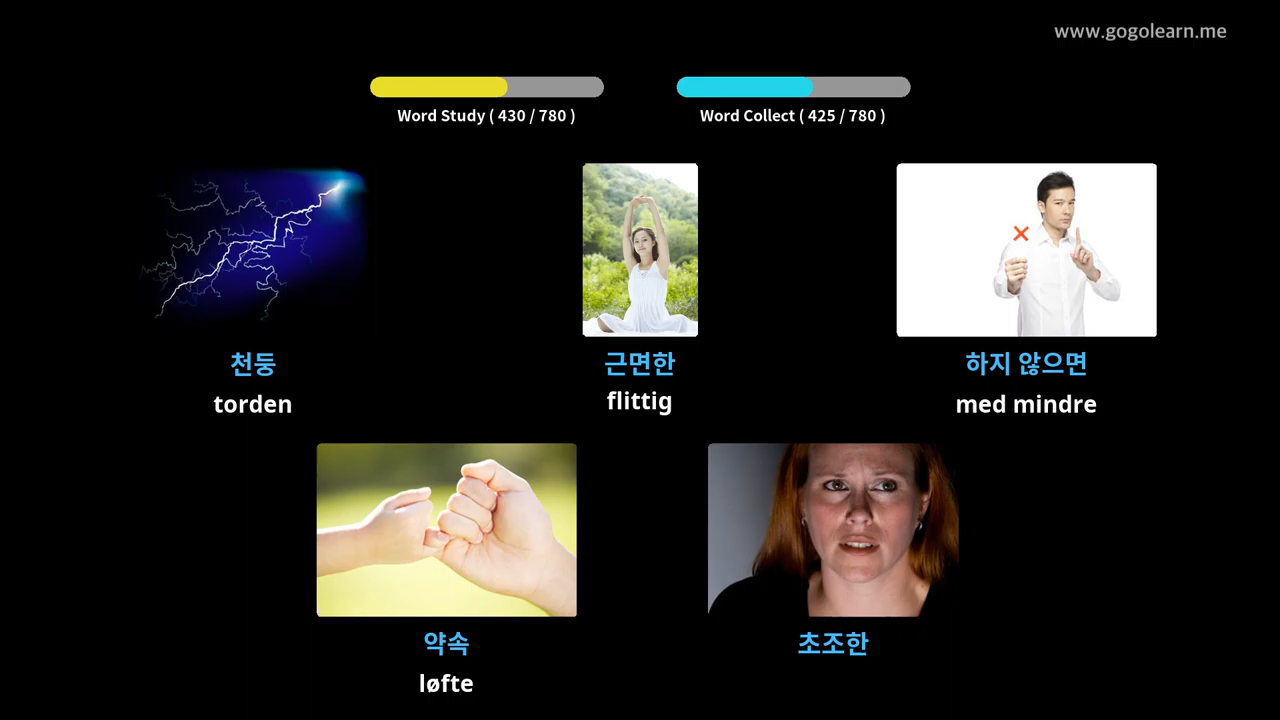 www.gogolearn.me
Word Study ( 430 / 780 )
Word Collect ( 425 / 780 )
천둥
torden
근면한
flittig
하지 않으면
med mindre
약속
løfte
초조한